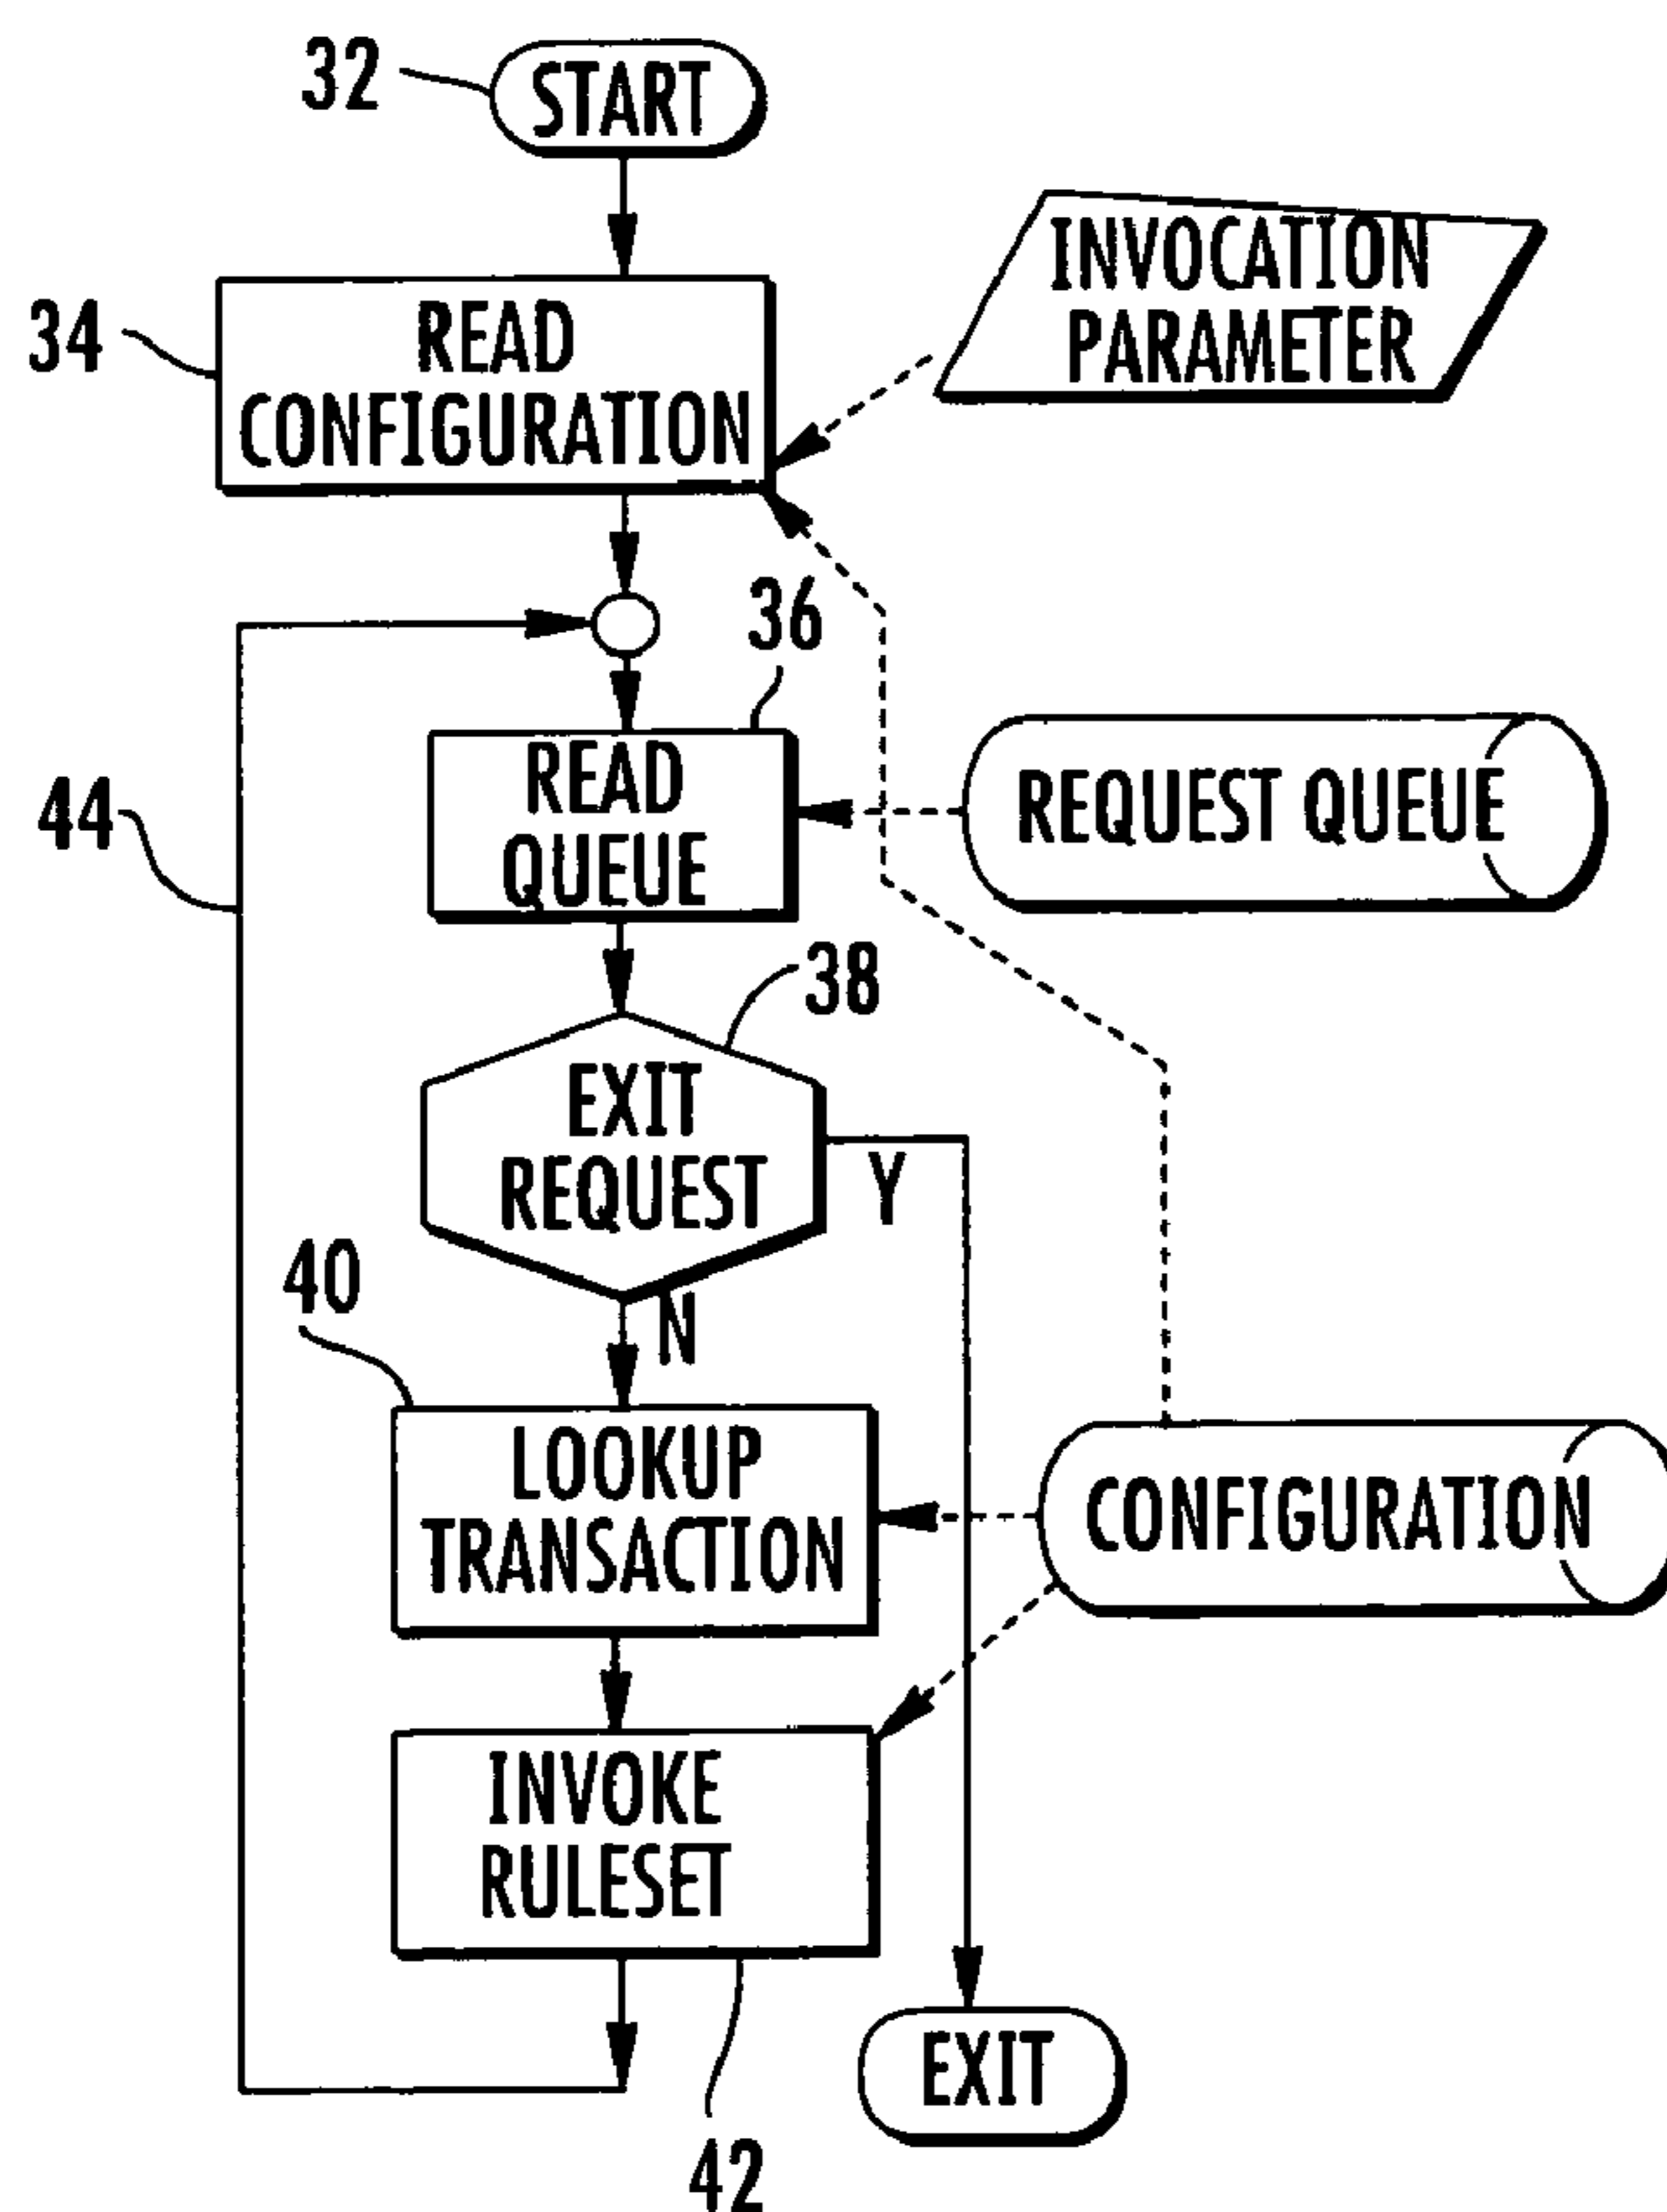 32
START
INVOCATION
PARAMETER
34
READ
CONFIGURATION
36
44
READ
QUEUE
REQUEST QUEUE
38
EXIT
REQUEST
Y
40
N
LOOKUP
TRANSACTION
CONFIGURATION
INVOKE
RULESET
EXIT
42